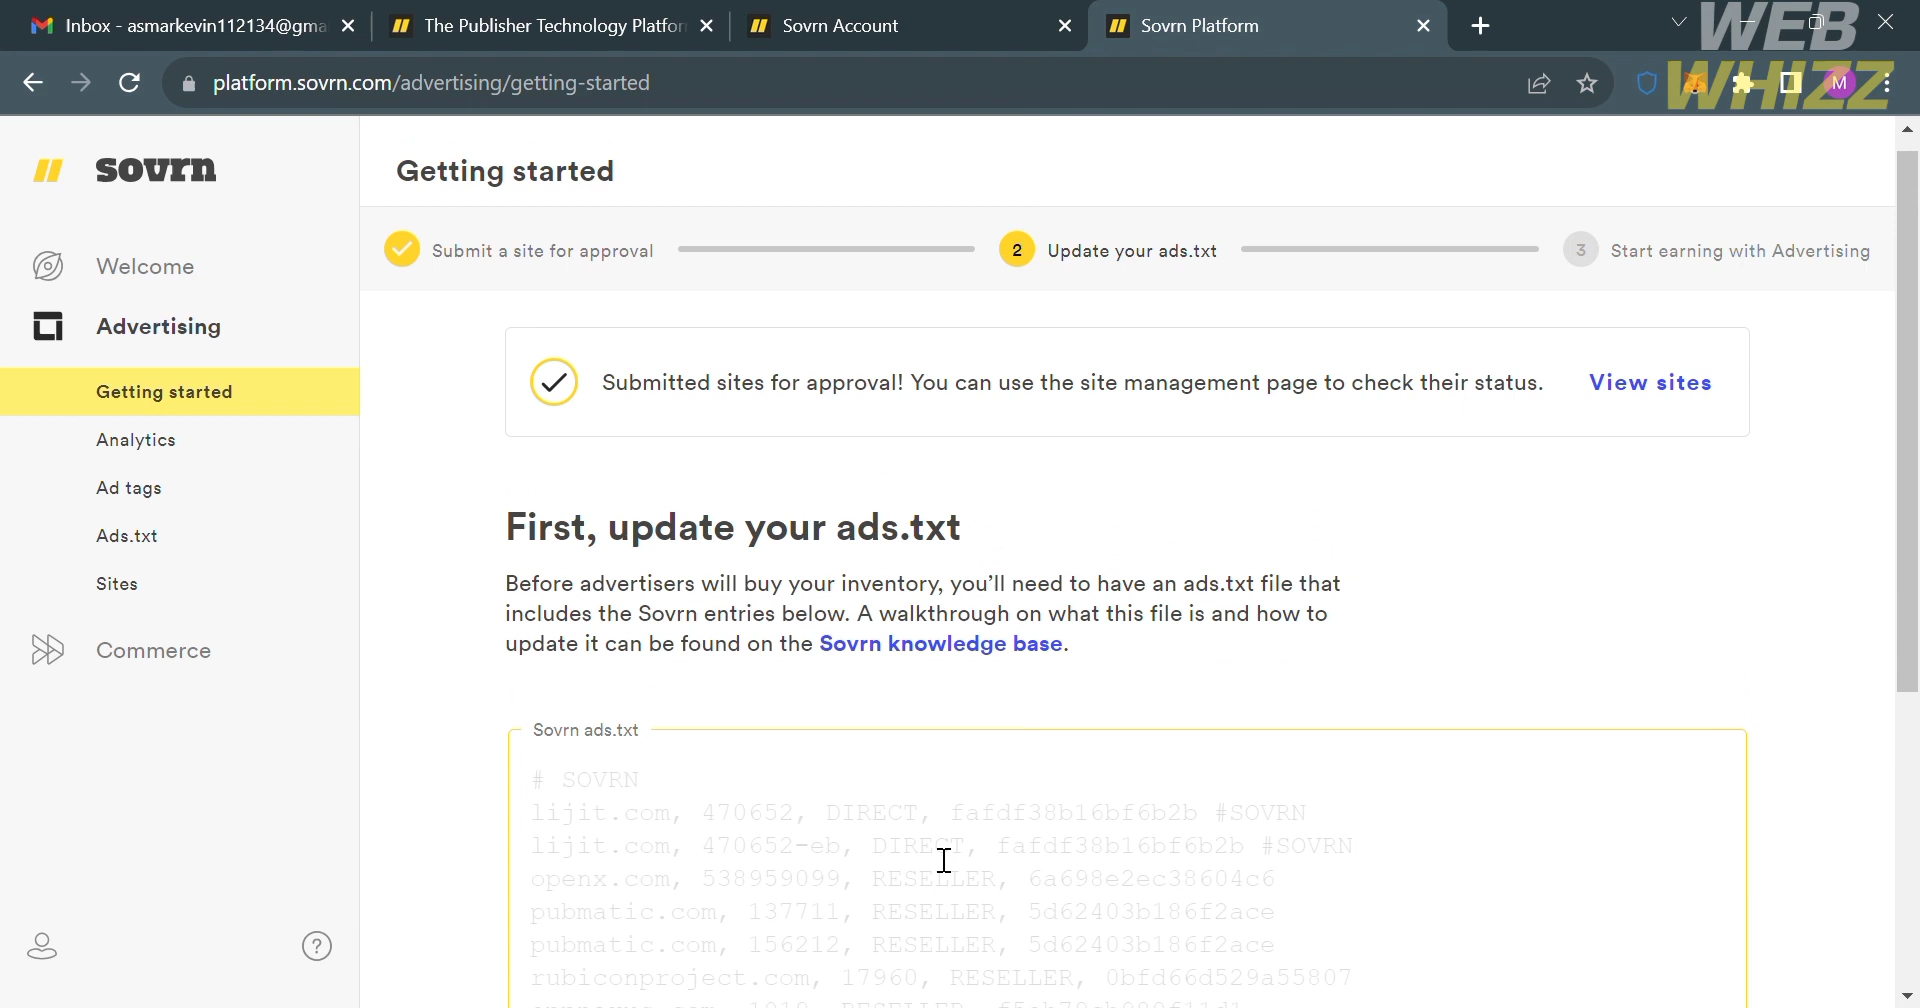 Inbox - asmarkevin112134@gma
The Publisher Technology Platfor
Sovrn Account
Sovrn Platform
WEB
WHIZZ
platform.sovrn.com/advertising/getting-started
M
sovrn
Getting started
Submit a site for approval
2 Update your ads.txt
3 Start earning with Advertising
Welcome
Advertising
Getting started
Analytics
Ad tags
Ads.txt
Sites
Commerce
?
Submitted sites for approval! You can use the site management page to check their status.
View sites
First, update your ads.txt
Before advertisers will buy your inventory, you’ll need to have an ads.txt file that
includes the Sovrn entries below. A walkthrough on what this file is and how to
update it can be found on the Sovrn knowledge base.
Sovrn ads.txt
# SOVRN
lijit.com, 470652, DIRECT, fafdf38b16bf6b2b #SOVRN
lijit.com, 470652-eb, DIRECT, fafdf38b16bf6b2b #SOVRN
openx.com, 538959099, RESELLER, 6a698e2ec38604c6
pubmatic.com, 137711, RESELLER, 5d62403b186f2ace
pubmatic.com, 156212, RESELLER, 5d62403b186f2ace
rubiconproject.com, 17960, RESELLER, 0bfd66d529a55807